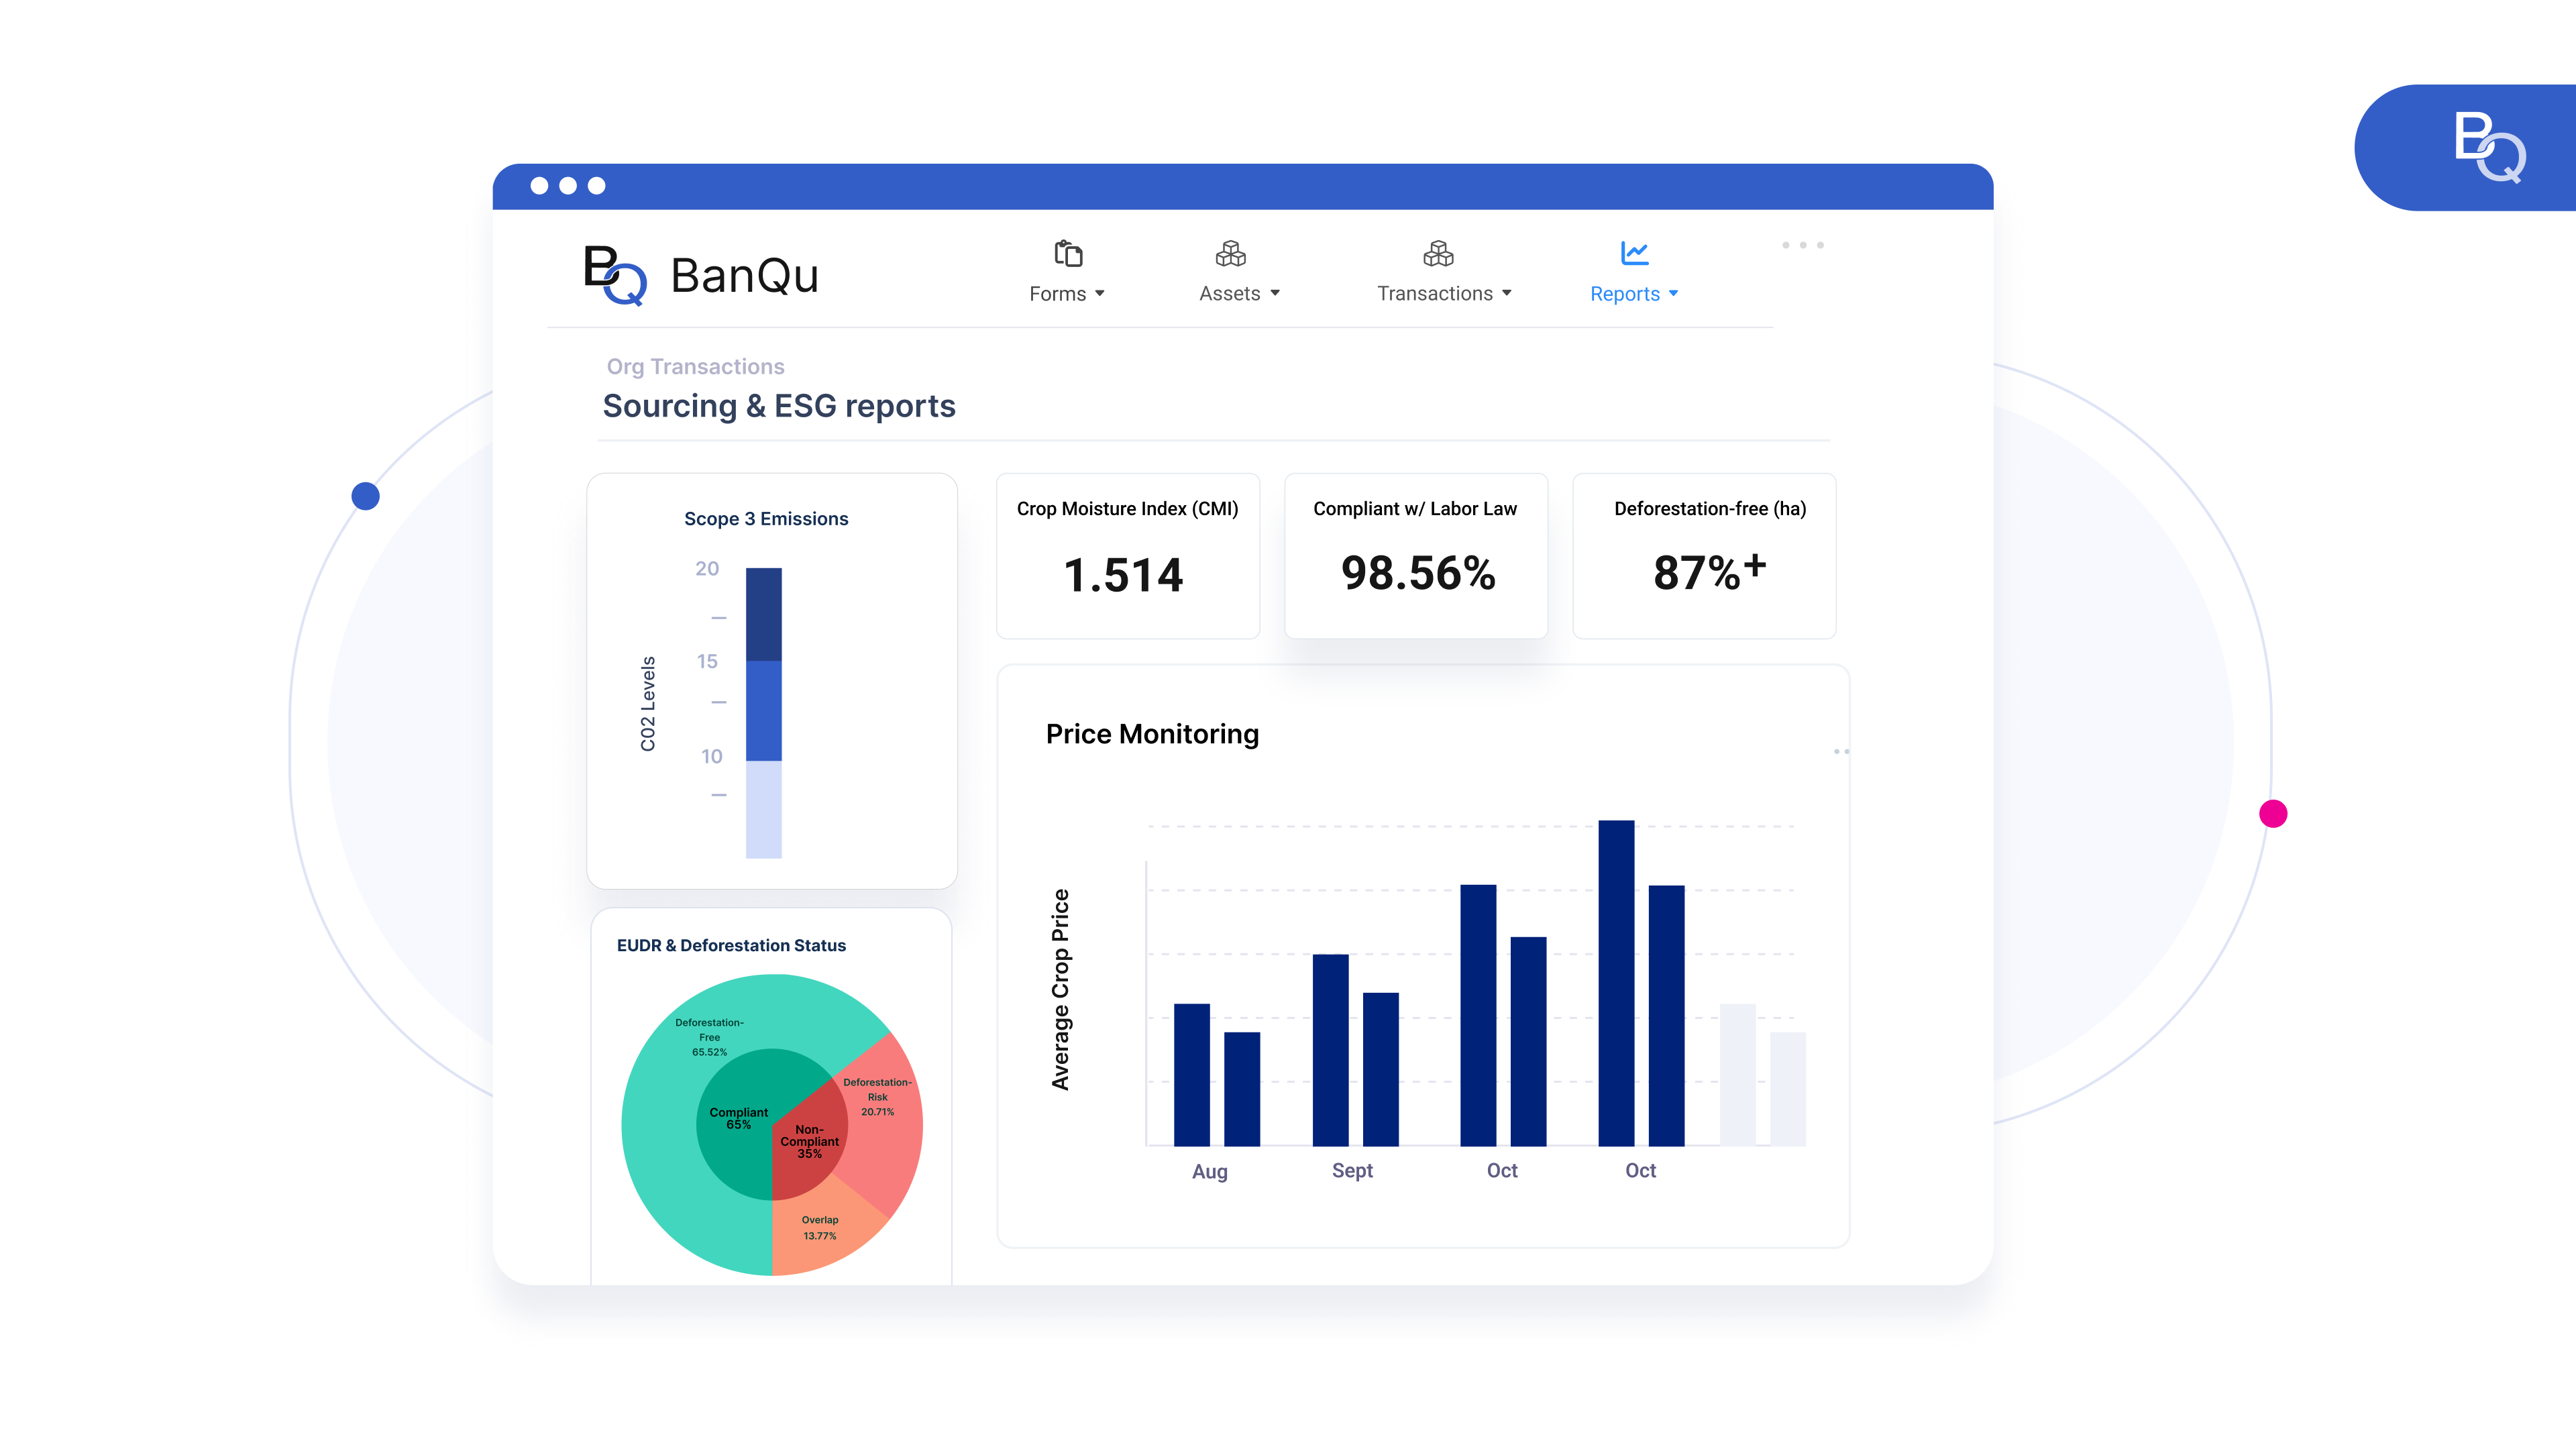 BQ
BQ BanQu
Forms
Assets
Transactions
Reports
Org Transactions
Sourcing & ESG reports
Scope 3 Emissions
20
15
10
C02 Levels
Crop Moisture Index (CMI)
1.514
Compliant w/ Labor Law
98.56%
Deforestation-free (ha)
87%+
Price Monitoring
Average Crop Price
Aug
Sept
Oct
Oct
EUDR & Deforestation Status
Deforestation-
Free
65.52%
Deforestation-
Risk
20.71%
Compliant
65%
Non-
Compliant
35%
Overlap
13.77%